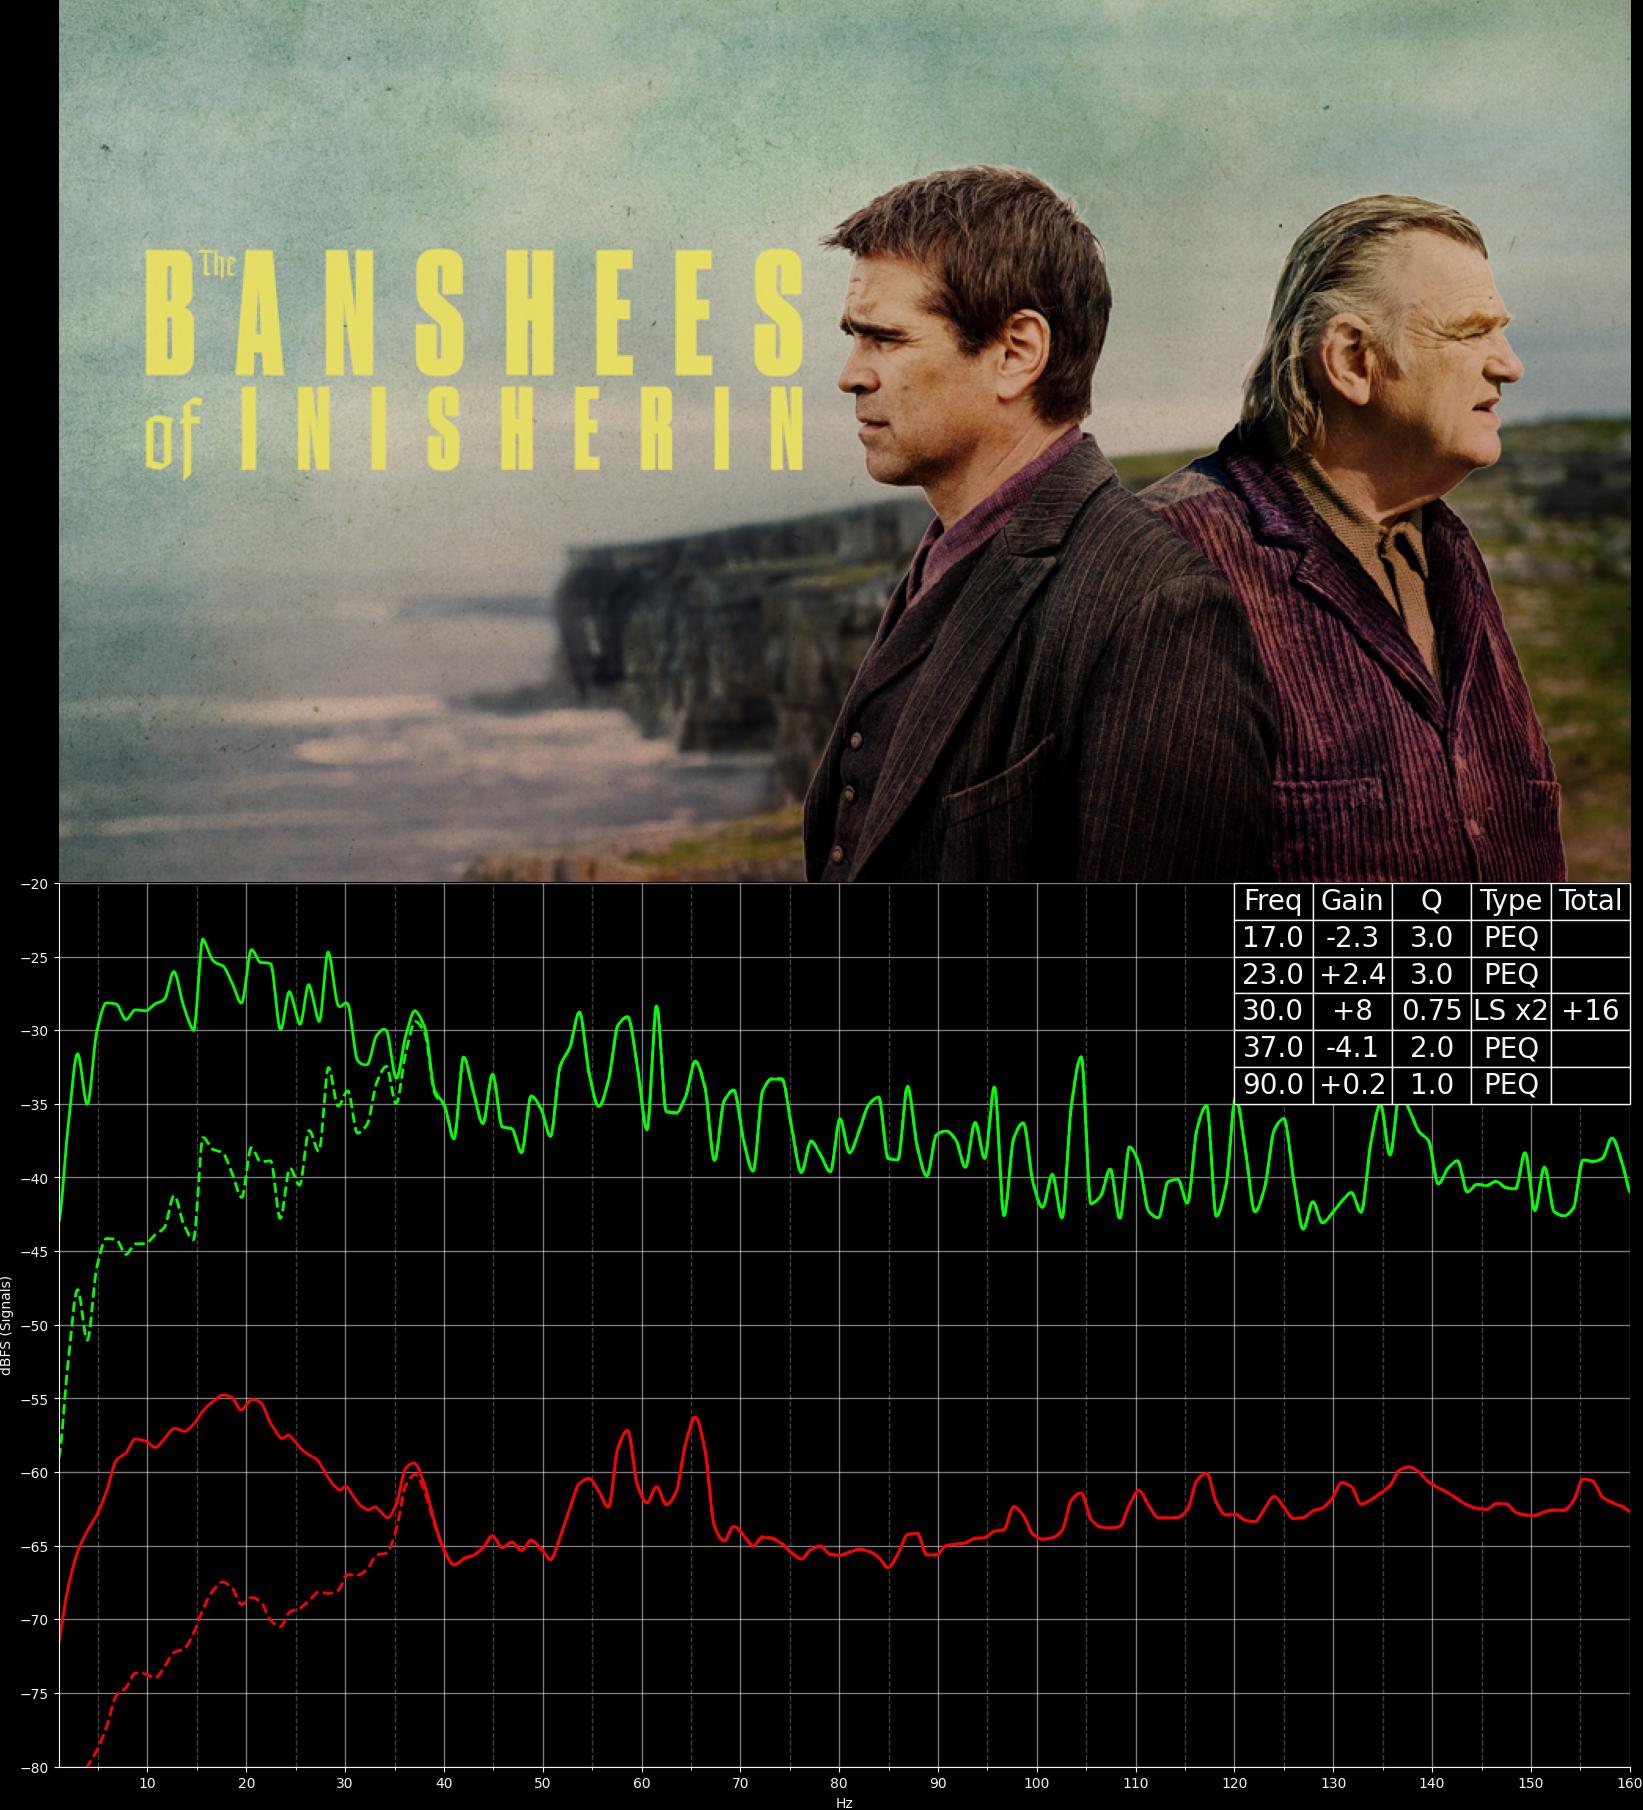 The
BANSHEES
of INISHERIN
Freq Gain Q Type Total
17.0 -2.3 3.0 PEQ
23.0 +2.4 3.0 PEQ
30.0 +8 0.75 LS x2 +16
37.0 -4.1 2.0 PEQ
90.0 +0.2 1.0 PEQ
−20
−25
−30
−35
−40
−45
−50
−55
−60
−65
−70
−75
−80
dBFS (Signals)
10 20 30 40 50 60 70 80 90 100 110 120 130 140 150 160
Hz